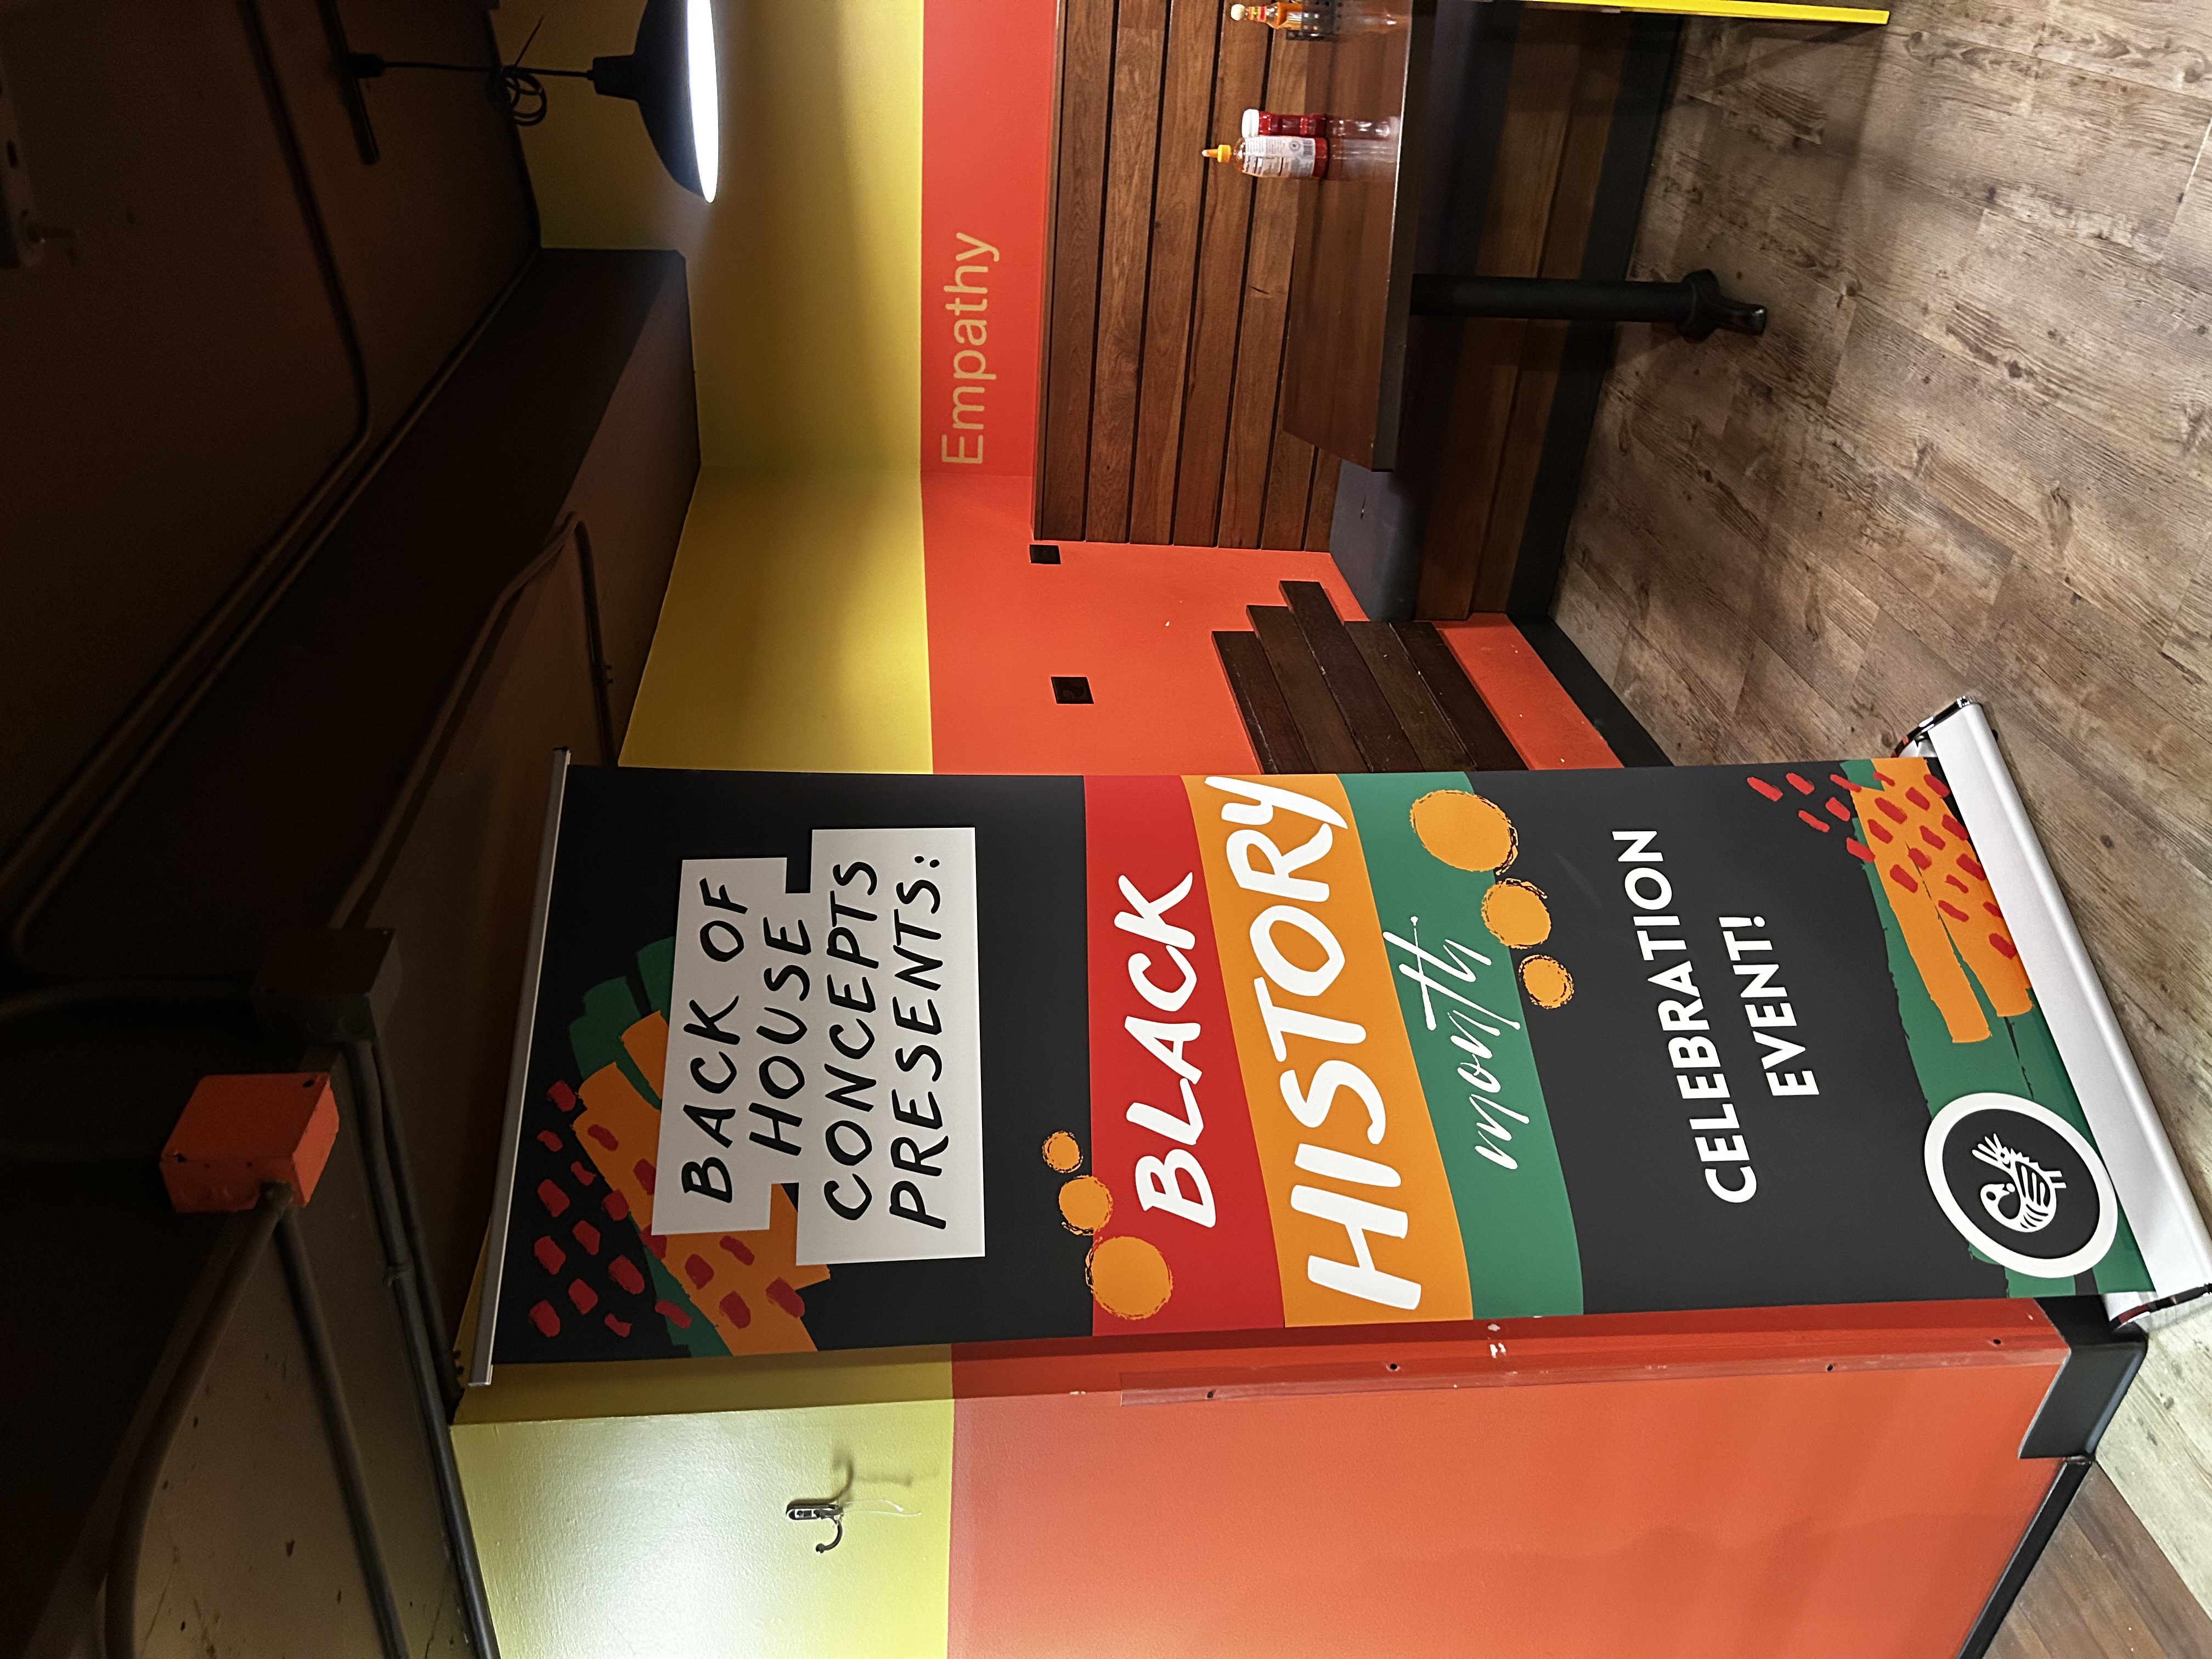 BACK OF
HOUSE
CONCEPTS
PRESENTS:
BLACK
HISTORY
month
CELEBRATION
EVENT!
Empathy